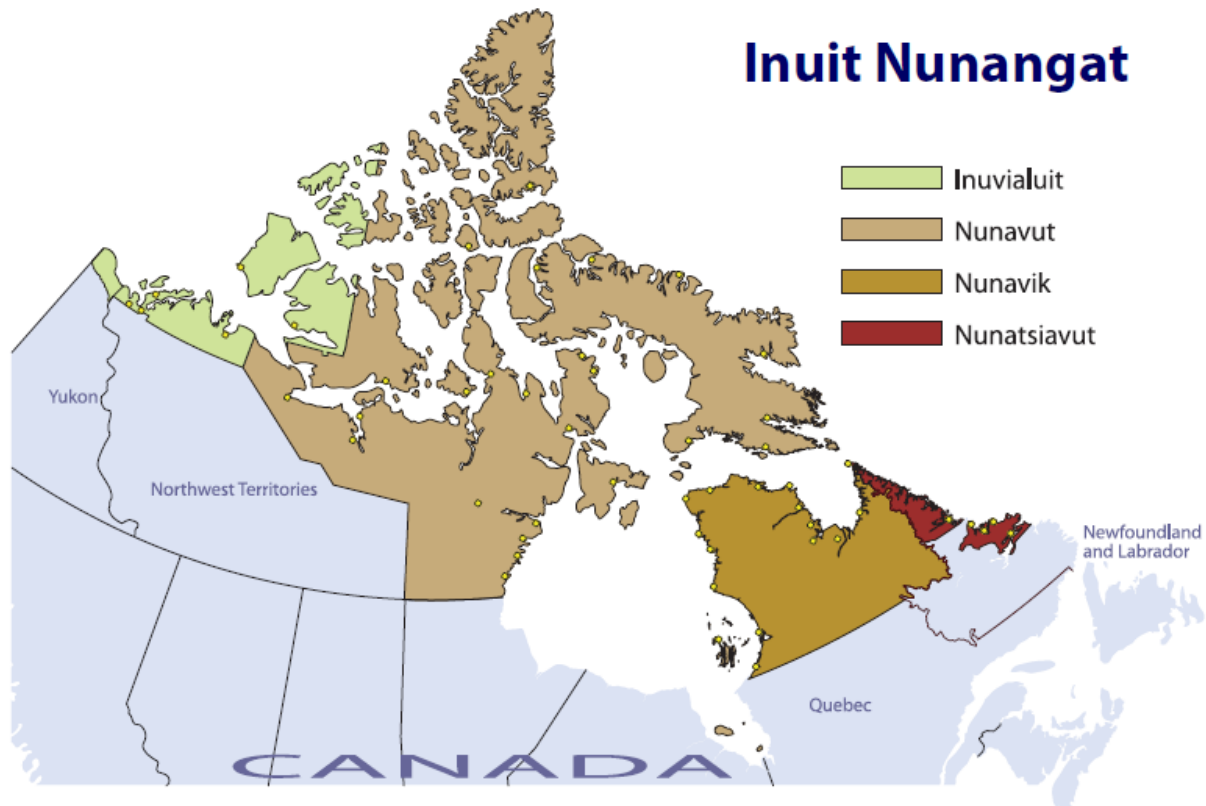 Inuit Nunangat
Inuvialuit
Nunavut
Nunavik
Nunatsiavut
Yukon
Northwest Territories
Newfoundland
and Labrador
Quebec
CANADA